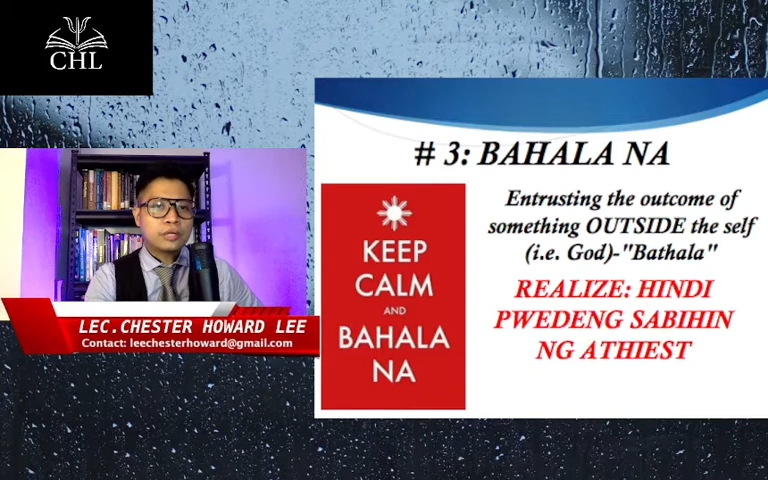 CHL
# 3: BAHALA NA
KEEP
CALM
AND
BAHALA
NA
Entrusting the outcome of
something OUTSIDE the self
(i.e. God)-"Bathala"
REALIZE: HINDI
PWEDENG SABIHIN
NG ATHIEST
LEC.CHESTER HOWARD LEE
Contact: leechesterhoward@gmail.com